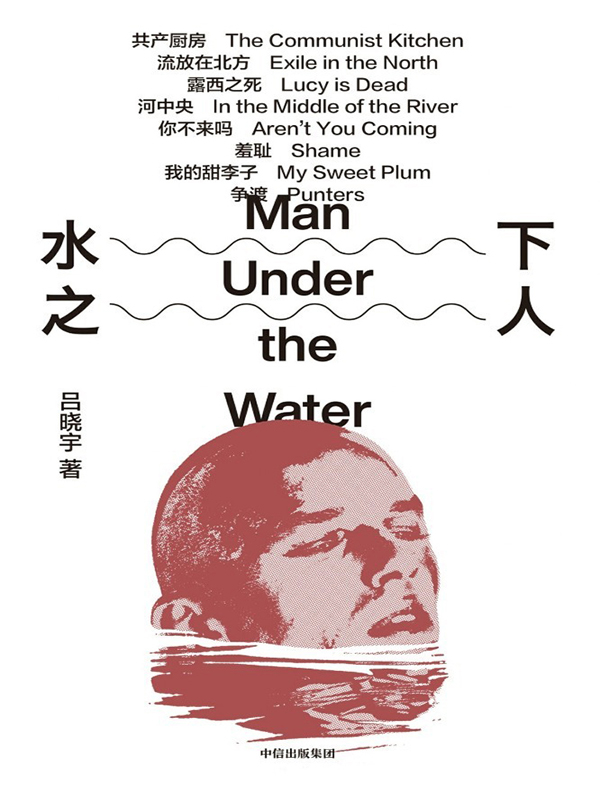 共产厨房 The Communist Kitchen
流放在北方 Exile in the North
露西之死 Lucy is Dead
河中央 In the Middle of the River
你不来吗 Aren't You Coming
羞耻 Shame
我的甜李子 My Sweet Plum
争渡 Punters
水之下人
Man
Under
the
Water
吕晓宇 著
中信出版集团